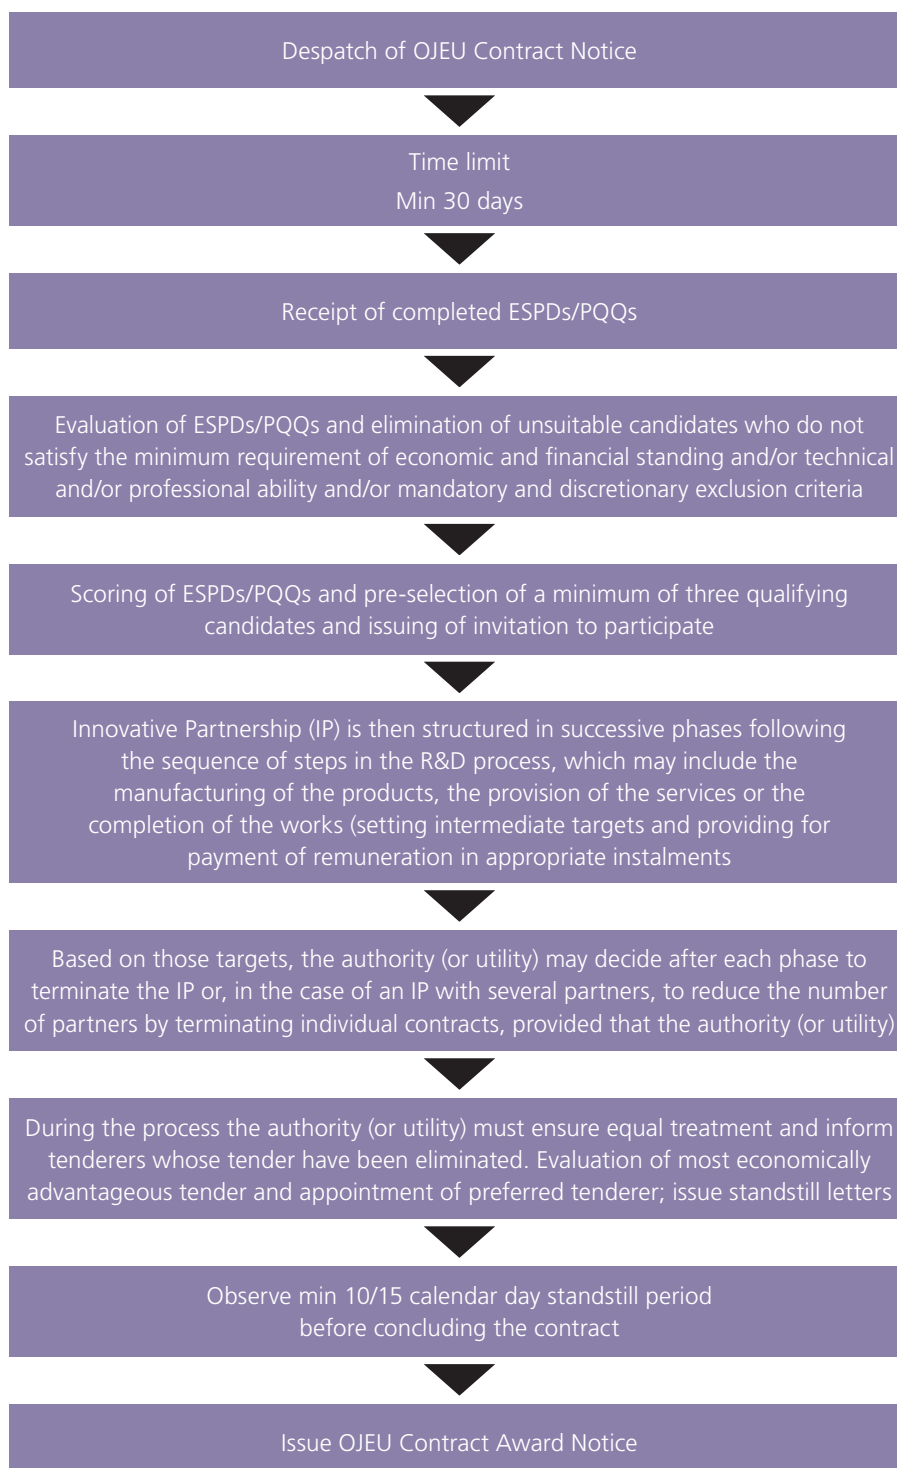 Despatch of OJEU Contract Notice
Time limit
Min 30 days
Receipt of completed ESPDs/PQQs
Evaluation of ESPDs/PQQs and elimination of unsuitable candidates who do not
satisfy the minimum requirement of economic and financial standing and/or technical
and/or professional ability and/or mandatory and discretionary exclusion criteria
Scoring of ESPDs/PQQs and pre-selection of a minimum of three qualifying
candidates and issuing of invitation to participate
Innovative Partnership (IP) is then structured in successive phases following
the sequence of steps in the R&D process, which may include the
manufacturing of the products, the provision of the services or the
completion of the works (setting intermediate targets and providing for
payment of remuneration in appropriate instalments
Based on those targets, the authority (or utility) may decide after each phase to
terminate the IP or, in the case of an IP with several partners, to reduce the number
of partners by terminating individual contracts, provided that the authority (or utility)
During the process the authority (or utility) must ensure equal treatment and inform
tenderers whose tender have been eliminated. Evaluation of most economically
advantageous tender and appointment of preferred tenderer; issue standstill letters
Observe min 10/15 calendar day standstill period
before concluding the contract
Issue OJEU Contract Award Notice